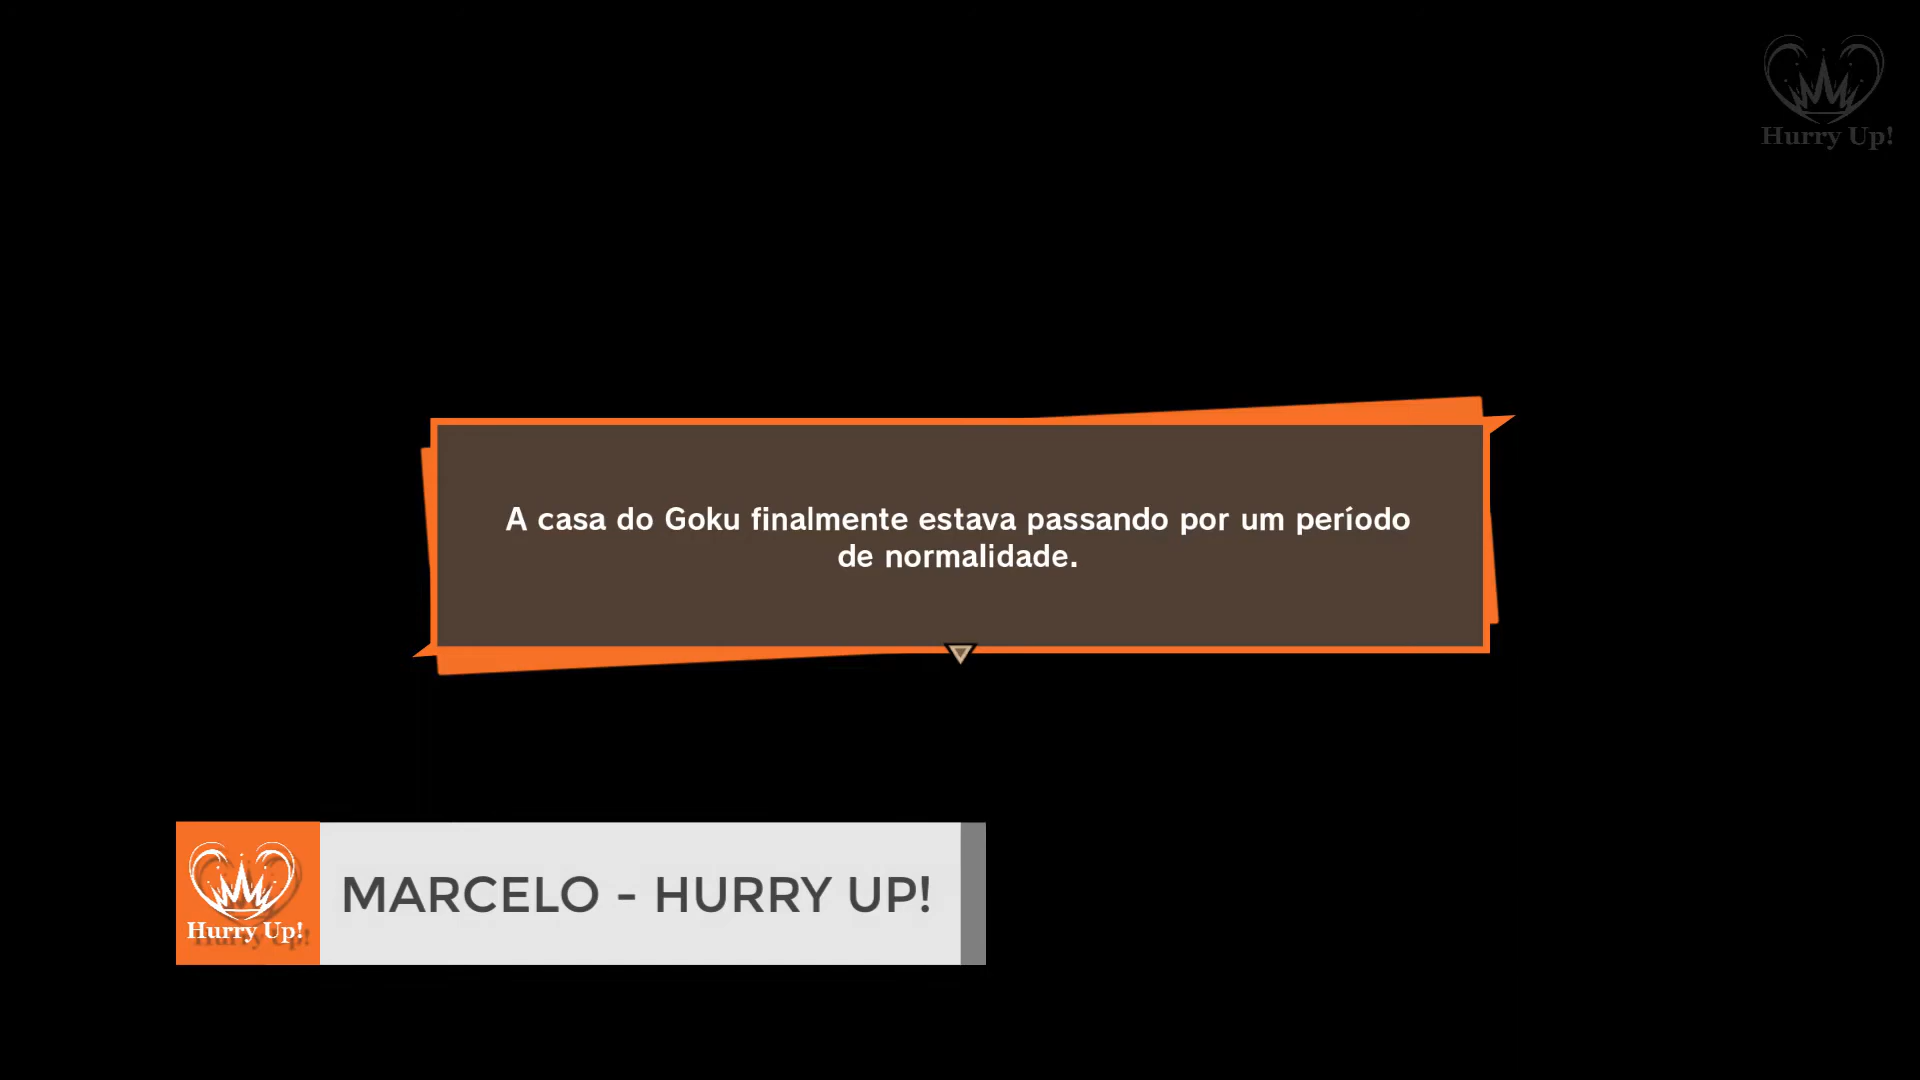 Hurry Up!
A casa do Goku finalmente estava passando por um período
de normalidade.
MARCELO - HURRY UP!
Hurry Up!